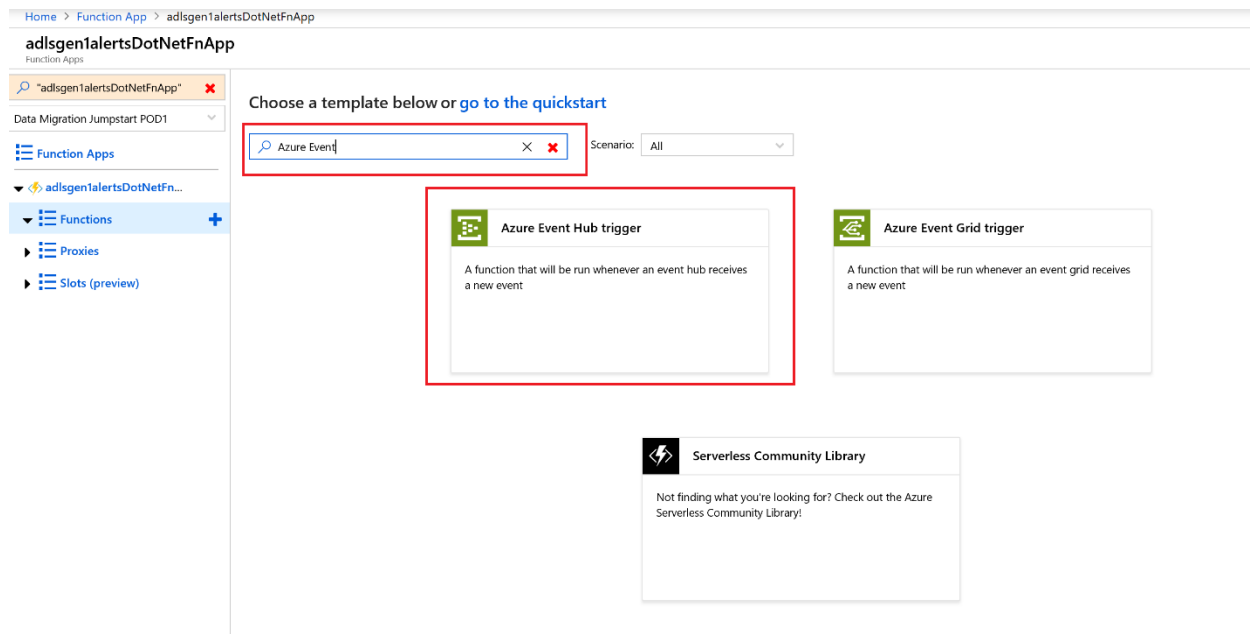 Home > Function App > adlsgen1alertsDotNetFnApp
adlsgen1alertsDotNetFnApp
Function Apps
"adlsgen1alertsDotNetFnApp"
Data Migration Jumpstart POD1
Function Apps
adlsgen1alertsDotNetFn...
Functions
Proxies
Slots (preview)
Choose a template below or go to the quickstart
Azure Event
Scenario: All
Azure Event Hub trigger
A function that will be run whenever an event hub receives
a new event
Azure Event Grid trigger
A function that will be run whenever an event grid receives
a new event
Serverless Community Library
Not finding what you're looking for? Check out the Azure
Serverless Community Library!